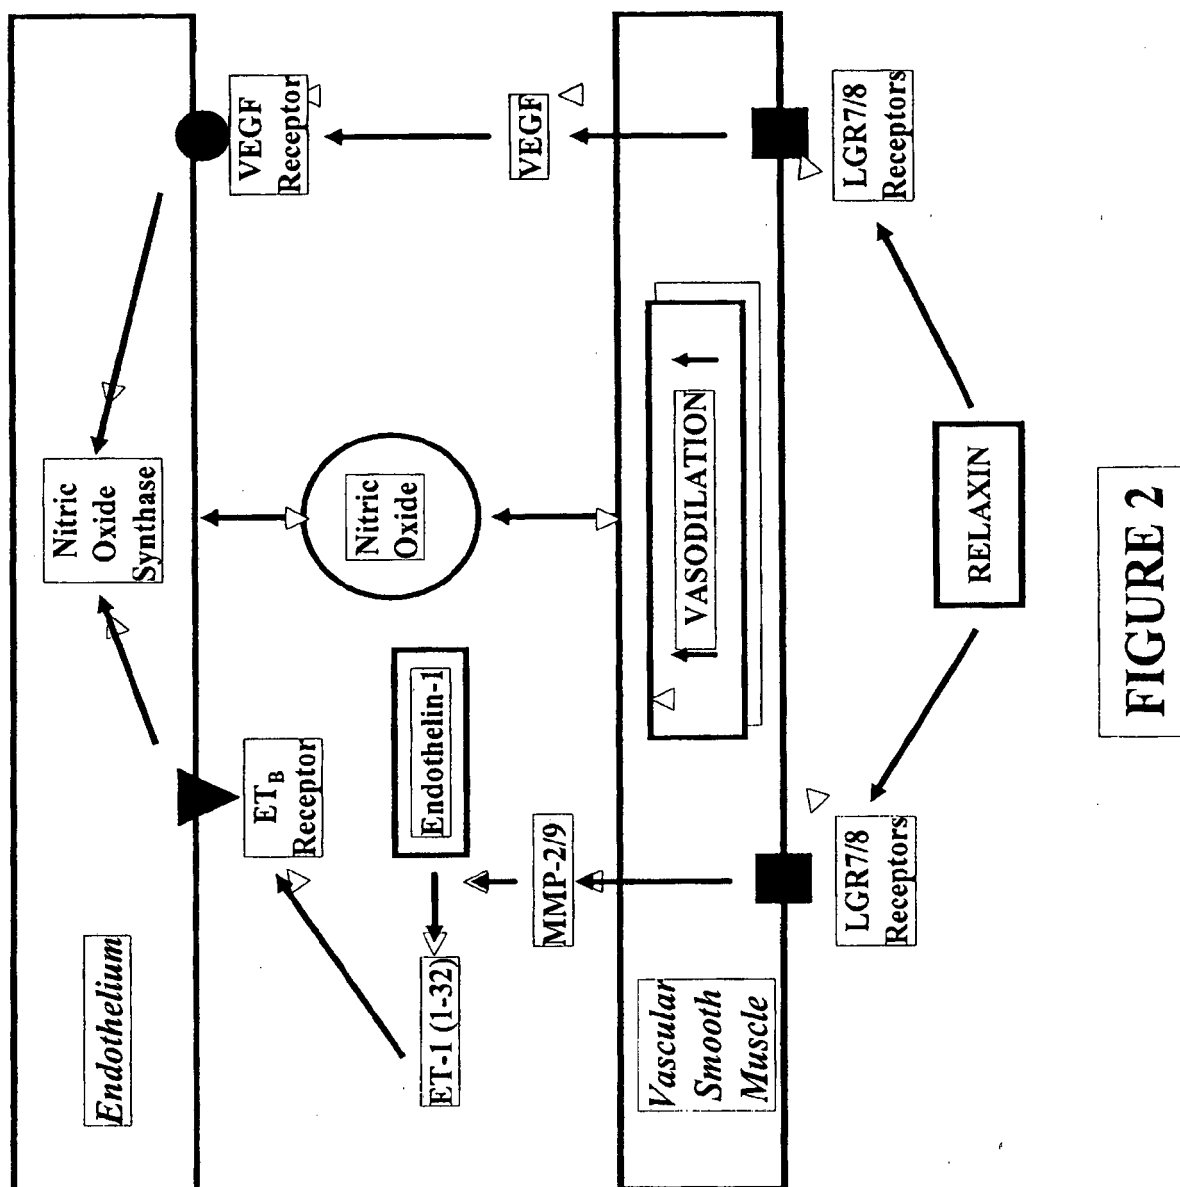 Endothelium
Nitric
Oxide
Synthase
ET_B
Receptor
VEGF
Receptor
ET-1 (1-32)
Endothelin-1
Nitric
Oxide
MMP-2/9
VEGF
Vascular
Smooth
Muscle
VASODILATION
LGR7/8
Receptors
LGR7/8
Receptors
RELAXIN
FIGURE 2